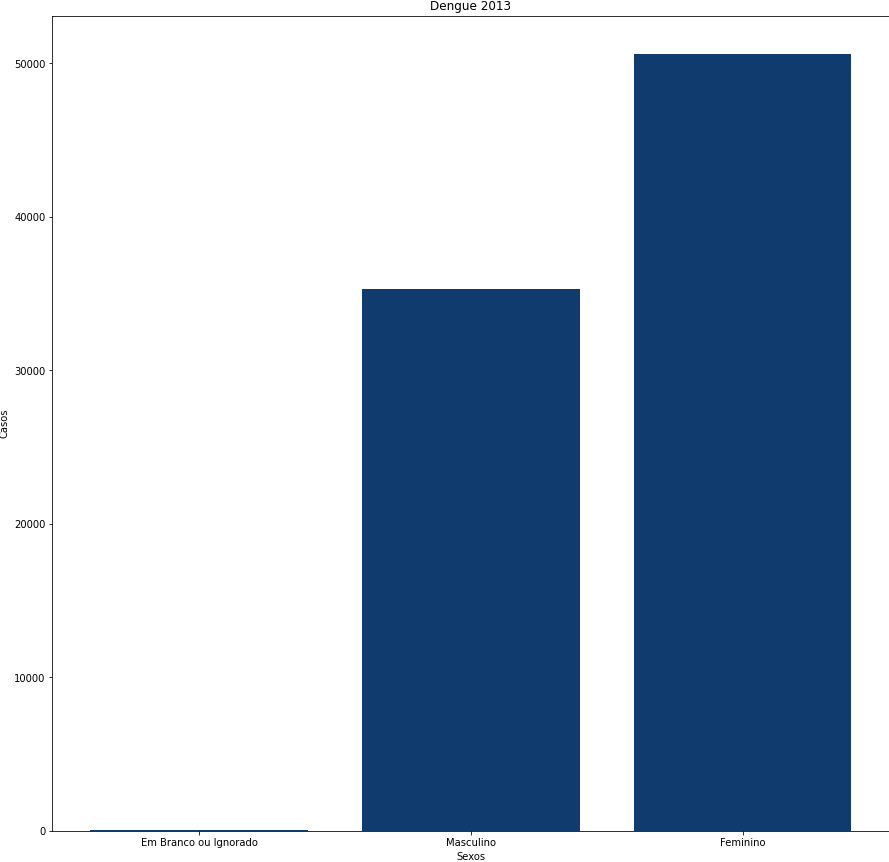 Dengue 2013
50000
40000
30000
20000
10000
0
Casos
Em Branco ou Ignorado
Masculino
Feminino
Sexos